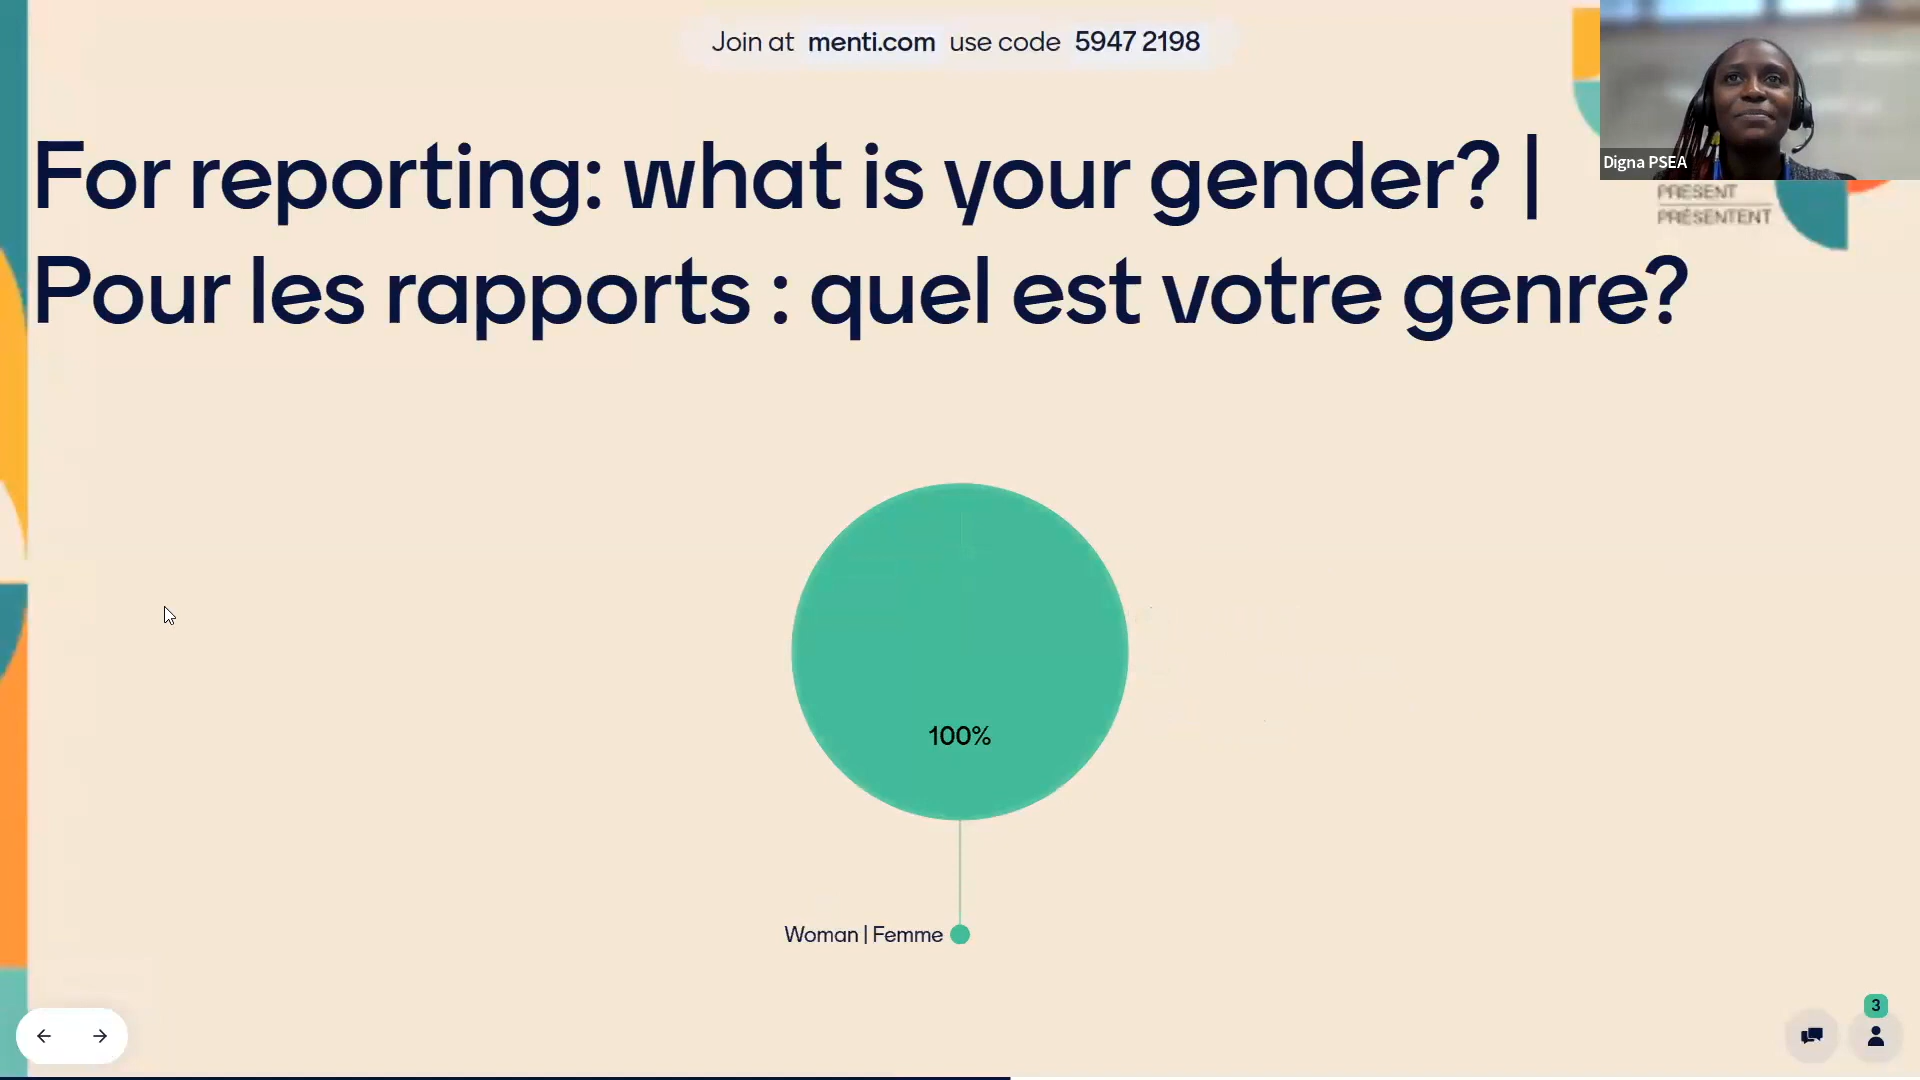 Join at menti.com use code 5947 2198
For reporting: what is your gender? |
Pour les rapports : quel est votre genre?
Digna PSEA
PRESENT
PRÉSENTENT
100%
Woman | Femme
3